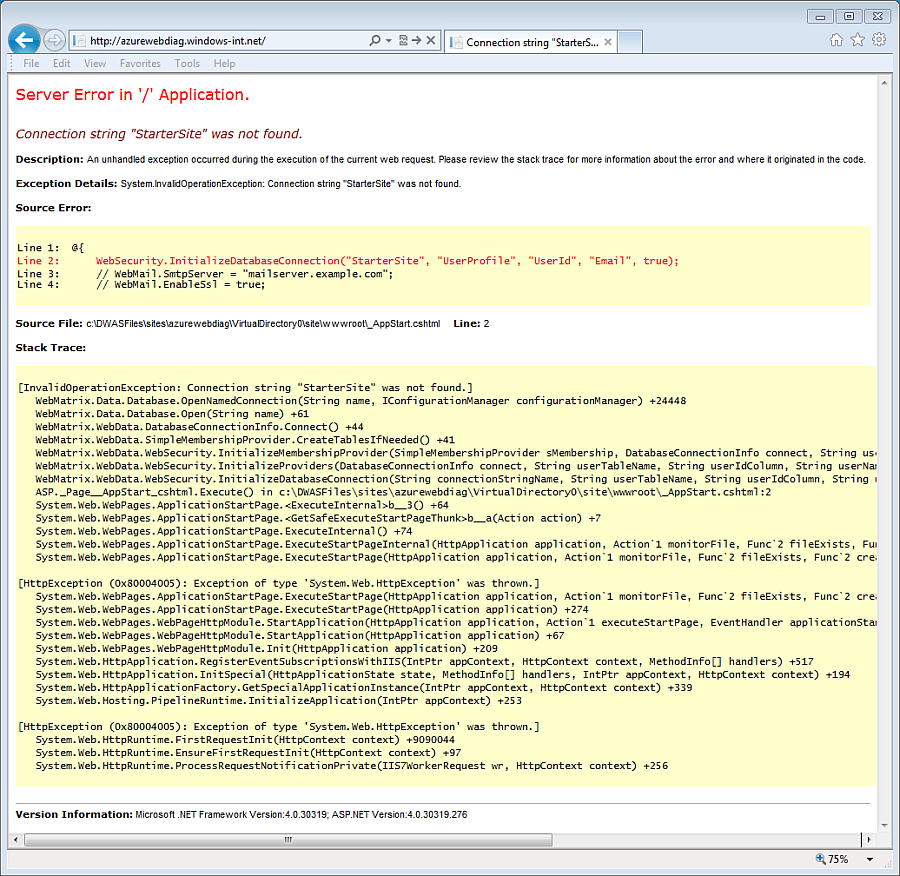 http://azurewebdiag.windows-int.net/
Connection string "StarterS...
File Edit View Favorites Tools Help
Server Error in '/' Application.
Connection string "StarterSite" was not found.
Description: An unhandled exception occurred during the execution of the current web request. Please review the stack trace for more information about the error and where it originated in the code.
Exception Details: System.InvalidOperationException: Connection string "StarterSite" was not found.
Source Error:
Line 1: @{
Line 2: WebSecurity.InitializeDatabaseConnection("StarterSite", "UserProfile", "UserId", "Email", true);
Line 3: // WebMail.SmtpServer = "mailserver.example.com";
Line 4: // WebMail.EnableSsl = true;
Source File: c:\DWASFiles\sites\azurewebdiag\VirtualDirectory0\site\wwwroot\_AppStart.cshtml Line: 2
Stack Trace:
[InvalidOperationException: Connection string "StarterSite" was not found.]
WebMatrix.Data.Database.OpenNamedConnection(String name, IConfigurationManager configurationManager) +24448
WebMatrix.Data.Database.Open(String name) +61
WebMatrix.WebData.DatabaseConnectionInfo.Connect() +44
WebMatrix.WebData.SimpleMembershipProvider.CreateTablesIfNeeded() +41
WebMatrix.WebData.WebSecurity.InitializeMembershipProvider(SimpleMembershipProvider sMembership, DatabaseConnectionInfo connect, String use
WebMatrix.WebData.WebSecurity.InitializeProviders(DatabaseConnectionInfo connect, String userTableName, String userIdColumn, String userNam
WebMatrix.WebData.WebSecurity.InitializeDatabaseConnection(String connectionStringName, String userTableName, String userIdColumn, String u
ASP._Page__AppStart_cshtml.Execute() in c:\DWASFiles\sites\azurewebdiag\VirtualDirectory0\site\wwwroot\_AppStart.cshtml:2
System.Web.WebPages.ApplicationStartPage.<ExecuteInternal>b__3() +64
System.Web.WebPages.ApplicationStartPage.<GetSafeExecuteStartPageThunk>b__a(Action action) +7
System.Web.WebPages.ApplicationStartPage.ExecuteInternal() +74
System.Web.WebPages.ApplicationStartPage.ExecuteStartPageInternal(HttpApplication application, Action`1 monitorFile, Func`2 fileExists, Fun
System.Web.WebPages.ApplicationStartPage.ExecuteStartPage(HttpApplication application, Action`1 monitorFile, Func`2 fileExists, Func`2 crea
[HttpException (0x80004005): Exception of type 'System.Web.HttpException' was thrown.]
System.Web.WebPages.ApplicationStartPage.ExecuteStartPage(HttpApplication application, Action`1 monitorFile, Func`2 fileExists, Func`2 crea
System.Web.WebPages.ApplicationStartPage.ExecuteStartPage(HttpApplication application) +274
System.Web.WebPages.WebPageHttpModule.StartApplication(HttpApplication application, Action`1 executeStartPage, EventHandler applicationStar
System.Web.WebPages.WebPageHttpModule.StartApplication(HttpApplication application) +67
System.Web.WebPages.WebPageHttpModule.Init(HttpApplication application) +209
System.Web.HttpApplication.RegisterEventSubscriptionsWithIIS(IntPtr appContext, HttpContext context, MethodInfo[] handlers) +517
System.Web.HttpApplication.InitSpecial(HttpApplicationState state, MethodInfo[] handlers, IntPtr appContext, HttpContext context) +194
System.Web.HttpApplicationFactory.GetSpecialApplicationInstance(IntPtr appContext, HttpContext context) +339
System.Web.Hosting.PipelineRuntime.InitializeApplication(IntPtr appContext) +253
[HttpException (0x80004005): Exception of type 'System.Web.HttpException' was thrown.]
System.Web.HttpRuntime.FirstRequestInit(HttpContext context) +9090044
System.Web.HttpRuntime.EnsureFirstRequestInit(HttpContext context) +97
System.Web.HttpRuntime.ProcessRequestNotificationPrivate(IIS7WorkerRequest wr, HttpContext context) +256
Version Information: Microsoft .NET Framework Version:4.0.30319; ASP.NET Version:4.0.30319.276
75%